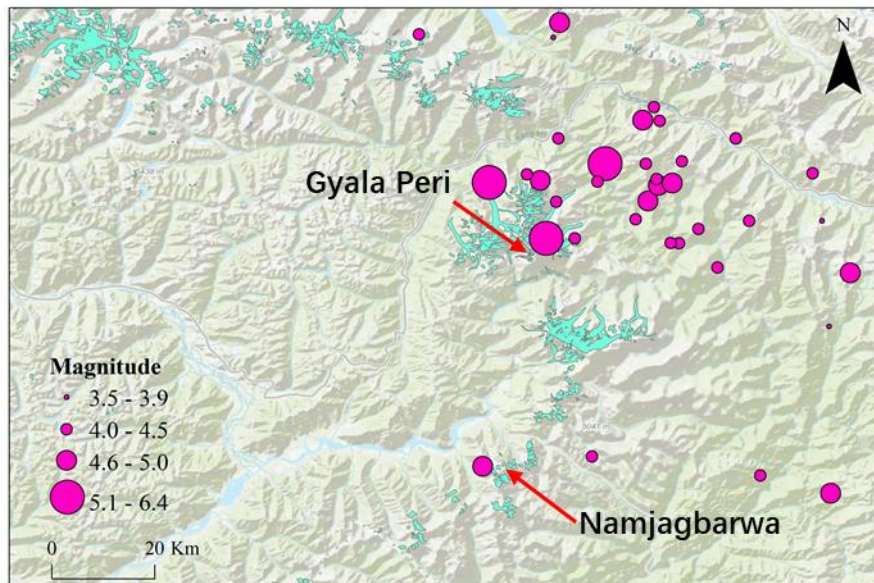 N
Gyala Peri
Magnitude
3.5 - 3.9
4.0 - 4.5
4.6 - 5.0
5.1 - 6.4
0 20 Km
Namjagbarwa